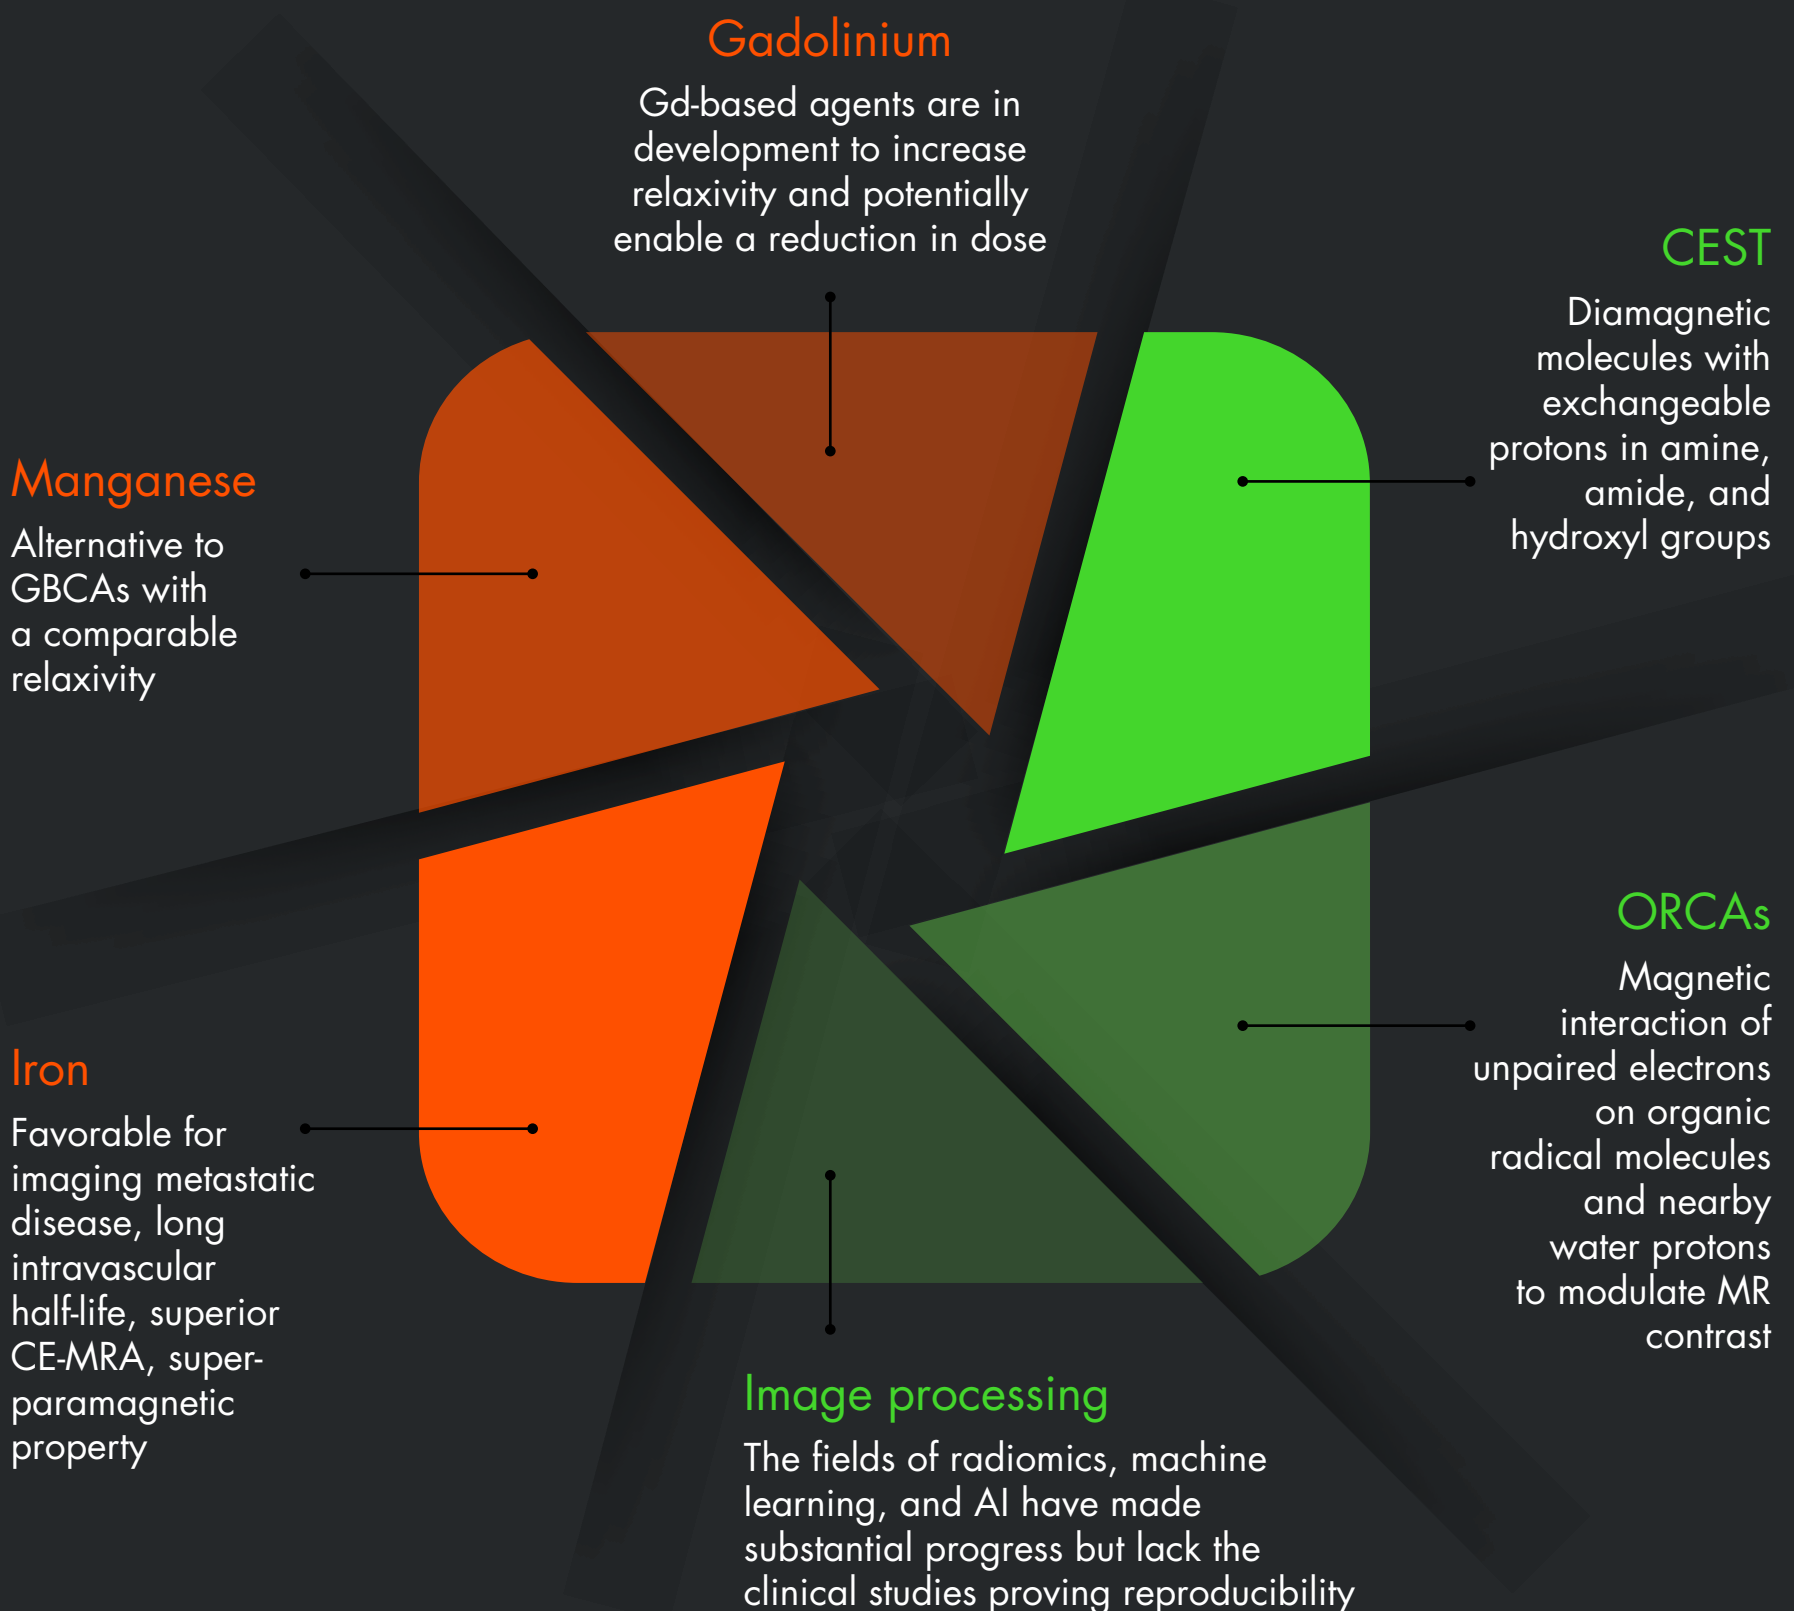 Gadolinium
Gd-based agents are in
development to increase
relaxivity and potentially
enable a reduction in dose
CEST
Diamagnetic
molecules with
exchangeable
protons in amine,
amide, and
hydroxyl groups
Manganese
Alternative to
GBCAs with
a comparable
relaxivity
ORCAs
Magnetic
interaction of
unpaired electrons
on organic
radical molecules
and nearby
water protons
to modulate MR
contrast
Iron
Favorable for
imaging metastatic
disease, long
intravascular
half-life, superior
CE-MRA, super-
paramagnetic
property
Image processing
The fields of radiomics, machine
learning, and AI have made
substantial progress but lack the
clinical studies proving reproducibility